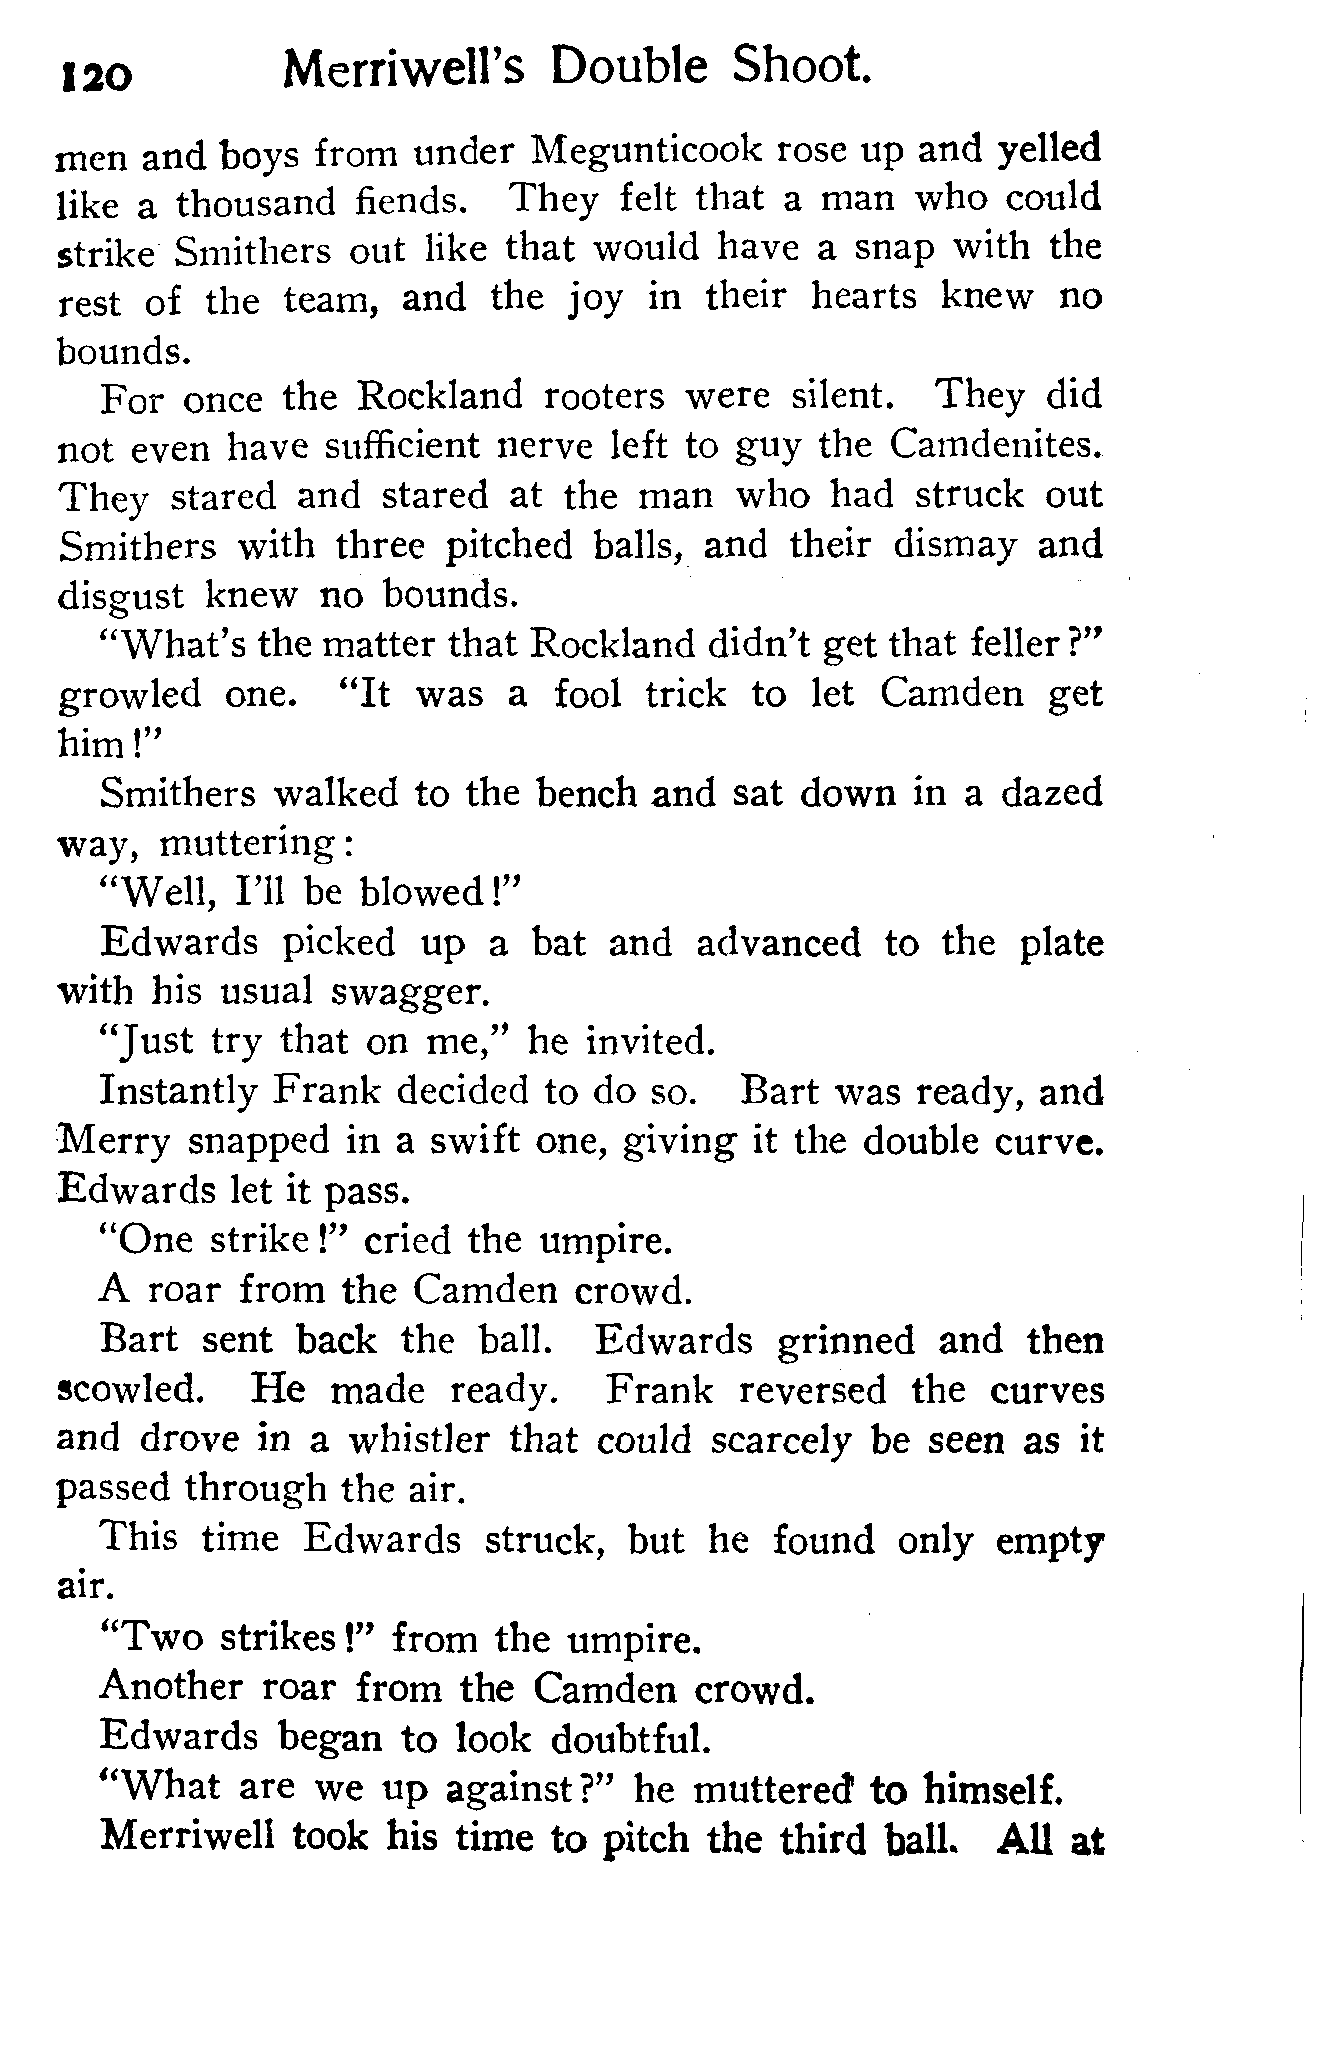 120 Merriwell's Double Shoot.
men and boys from under Megunticook rose up and yelled
like a thousand fiends. They felt that a man who could
strike Smithers out like that would have a snap with the
rest of the team, and the joy in their hearts knew no
bounds.
For once the Rockland rooters were silent. They did
not even have sufficient nerve left to guy the Camdenites.
They stared and stared at the man who had struck out
Smithers with three pitched balls, and their dismay and
disgust knew no bounds.
"What's the matter that Rockland didn't get that feller?"
growled one. "It was a fool trick to let Camden get
him!"
Smithers walked to the bench and sat down in a dazed
way, muttering:
"Well, I'll be blowed!"
Edwards picked up a bat and advanced to the plate
with his usual swagger.
"Just try that on me," he invited.
Instantly Frank decided to do so. Bart was ready, and
Merry snapped in a swift one, giving it the double curve.
Edwards let it pass.
"One strike!" cried the umpire.
A roar from the Camden crowd.
Bart sent back the ball. Edwards grinned and then
scowled. He made ready. Frank reversed the curves
and drove in a whistler that could scarcely be seen as it
passed through the air.
This time Edwards struck, but he found only empty
air.
"Two strikes!" from the umpire.
Another roar from the Camden crowd.
Edwards began to look doubtful.
"What are we up against?" he muttered to himself.
Merriwell took his time to pitch the third ball. All at